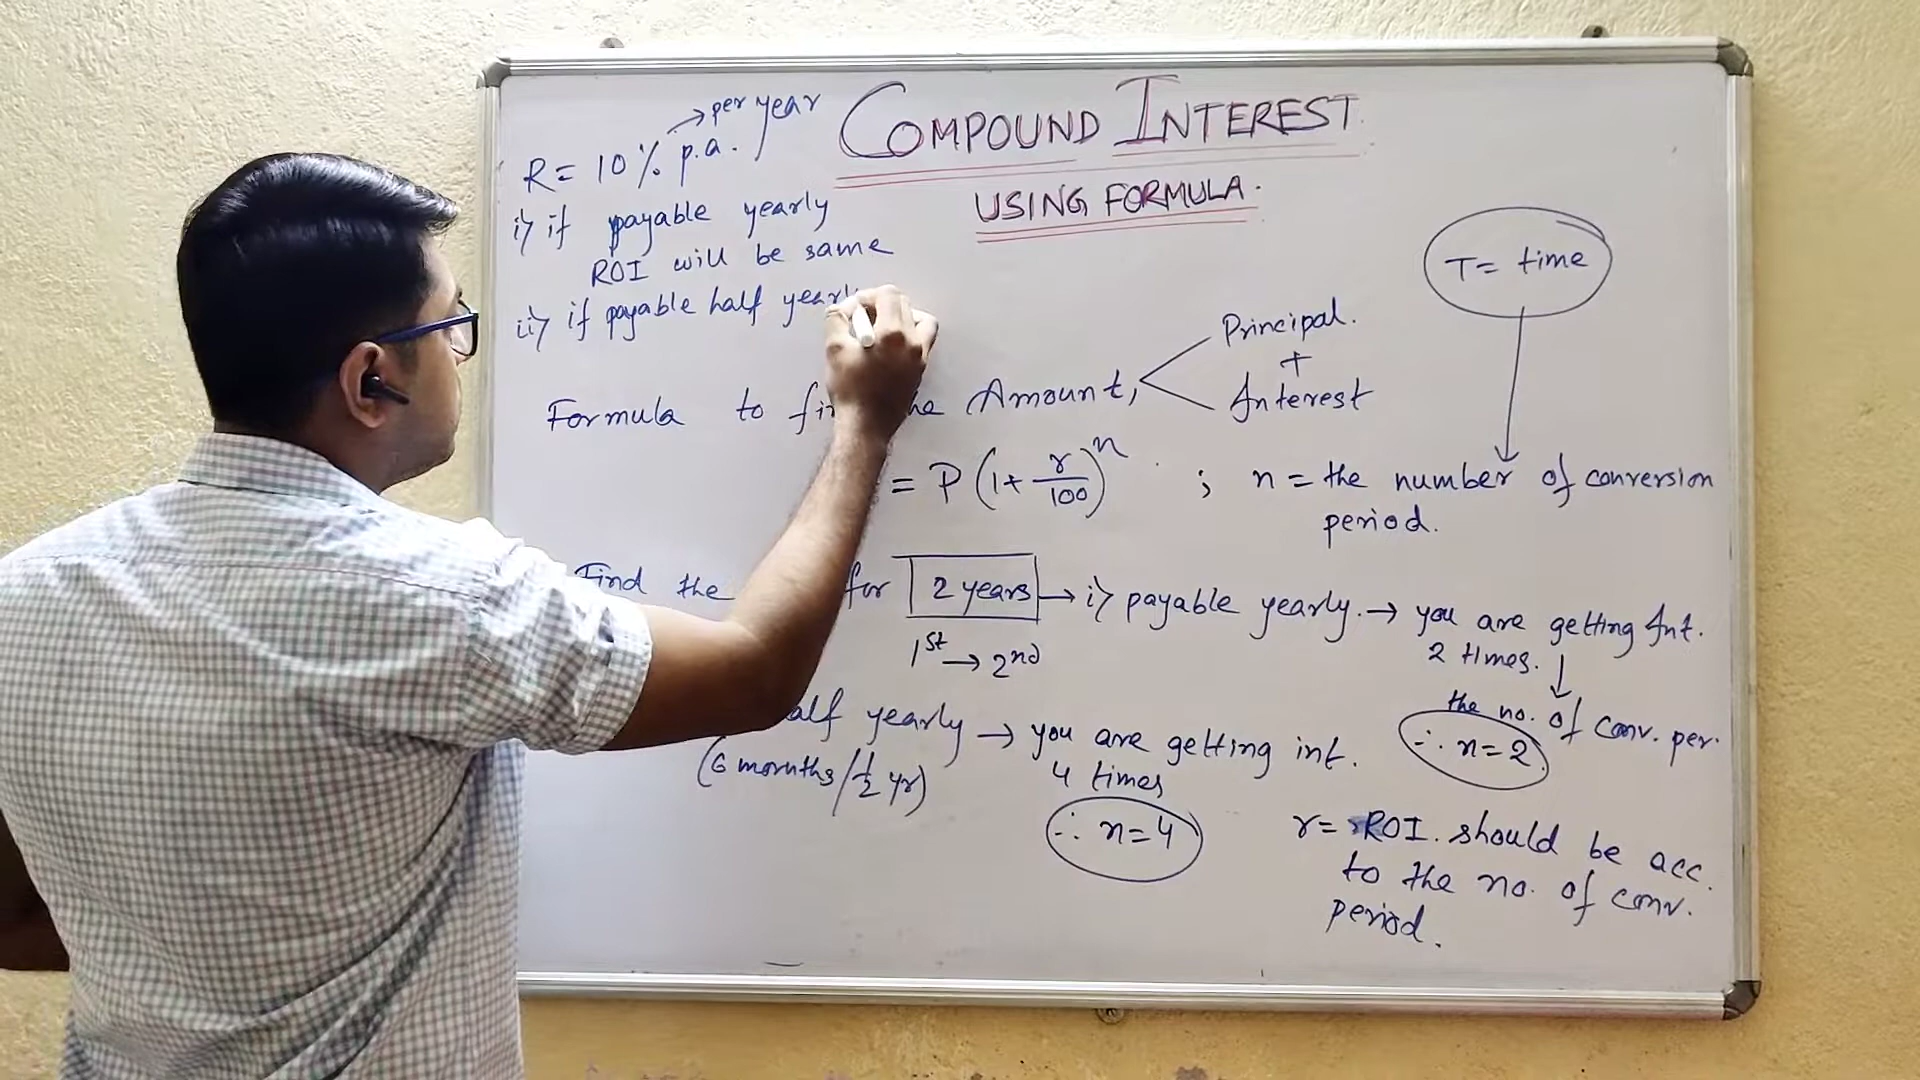 COMPOUND INTEREST
USING FORMULA.
per year
R = 10% p.a.
i) if payable yearly
ROI will be same
ii) if payable half yearl
T = time
Principal.
+
Interest
Formula to fi he Amount,
= P (1 + r/100)^n ; n = the number of conversion
period.
Find the for 2 years → i) payable yearly. → you are getting Int.
2 times.
1st → 2nd
the no. of conv. per.
∴ n=2
alf yearly → you are getting int.
4 times
(6 months/1/2 yr)
∴ n=4
r = ROI. should be acc.
to the no. of conv.
period.